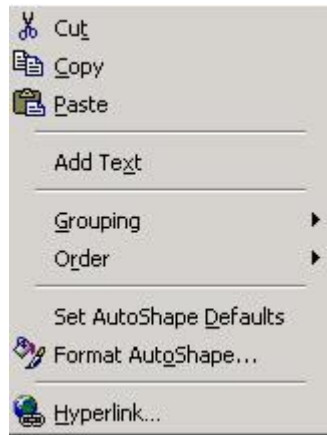 Cut
Copy
Paste
Add Text
Grouping
Order
Set AutoShape Defaults
Format AutoShape...
Hyperlink...